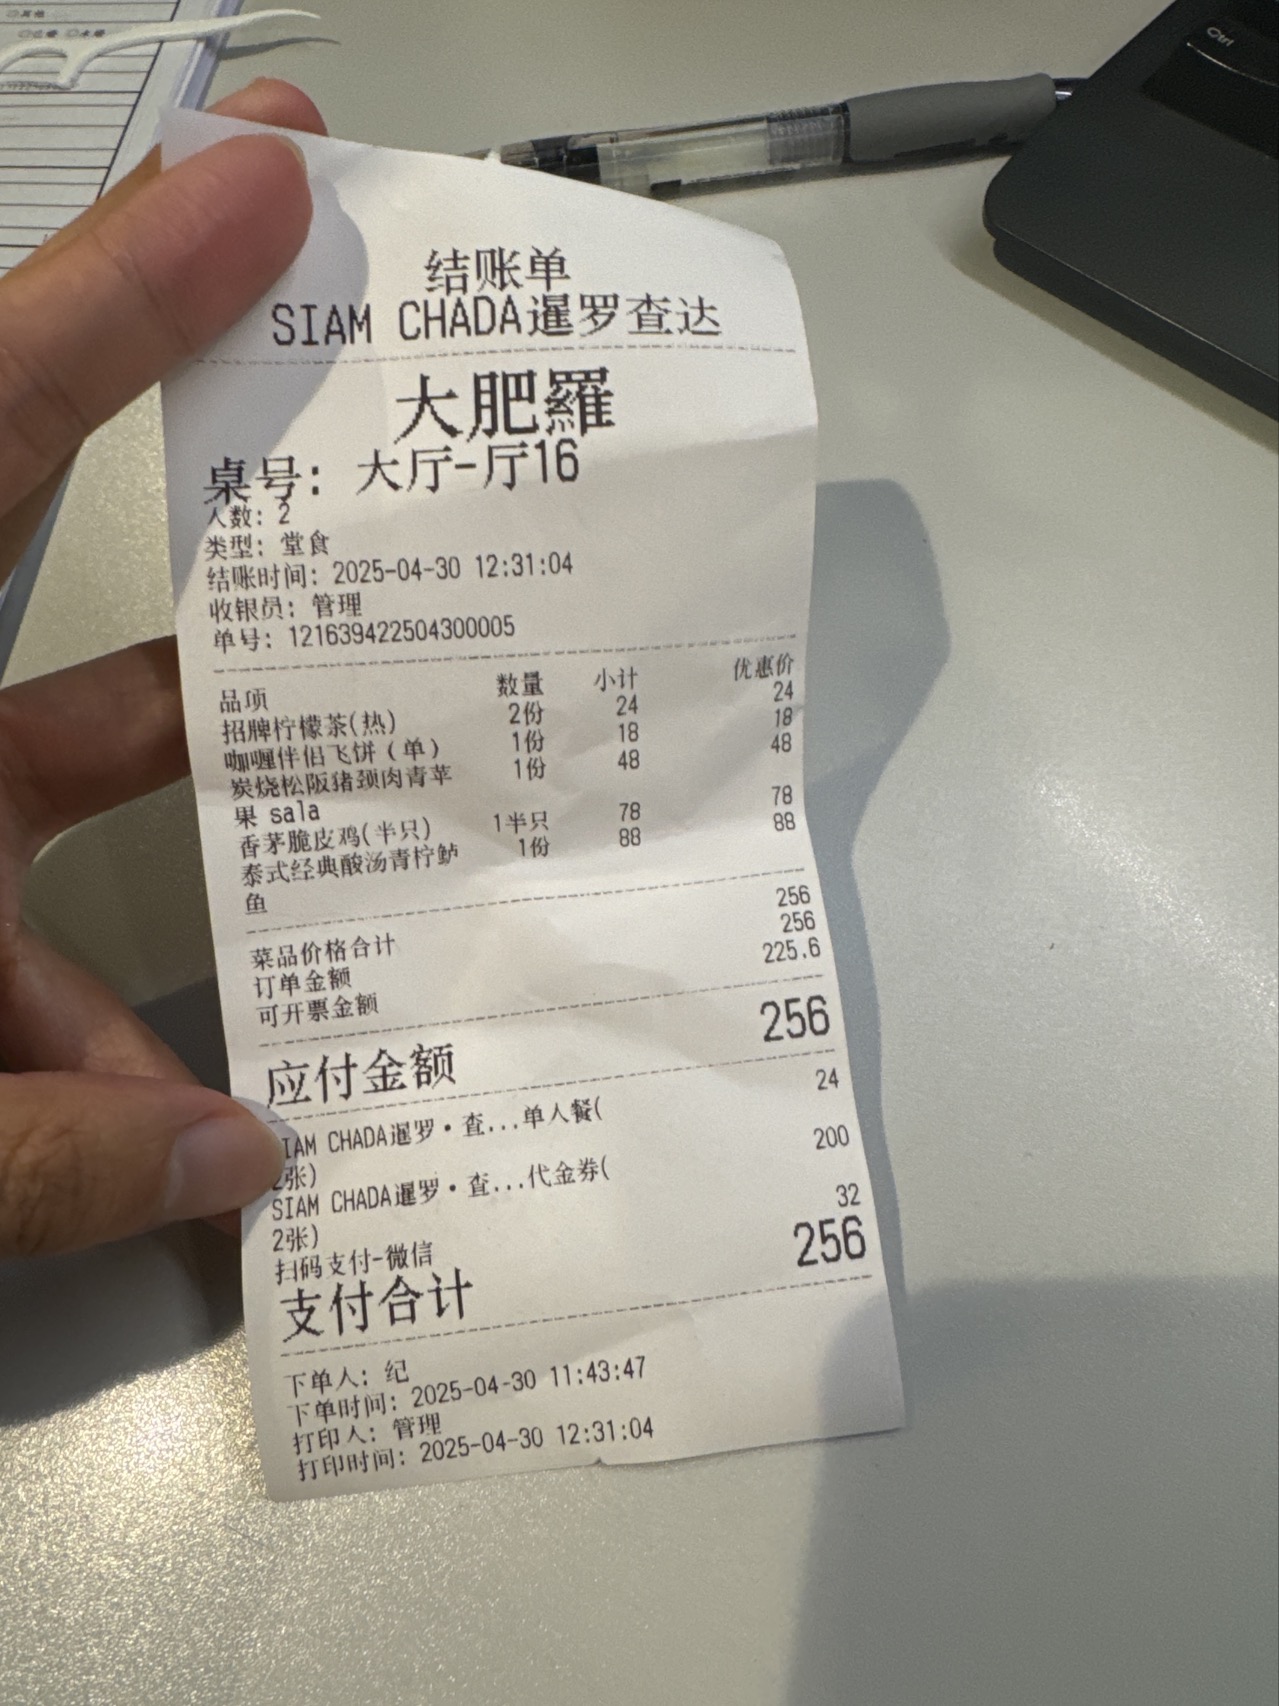 结账单
SIAM CHADA暹罗查达
大肥羅
桌号: 大厅-厅16
人数: 2
类型: 堂食
结账时间: 2025-04-30 12:31:04
收银员: 管理
单号: 121639422504300005
品项 数量 小计 优惠价
招牌柠檬茶(热) 2份 24 24
咖喱伴侣飞饼(单) 1份 18 18
炭烧松阪猪颈肉青苹 1份 48 48
果 sala
香茅脆皮鸡(半只) 1半只 78 78
泰式经典酸汤青柠鲈 1份 88 88
鱼
菜品价格合计 256
订单金额 256
可开票金额 225.6
应付金额 256
SIAM CHADA暹罗·查...单人餐( 24
2张)
SIAM CHADA暹罗·查...代金券( 200
2张)
扫码支付-微信 32
支付合计 256
下单人: 纪
下单时间: 2025-04-30 11:43:47
打印人: 管理
打印时间: 2025-04-30 12:31:04
Ctrl